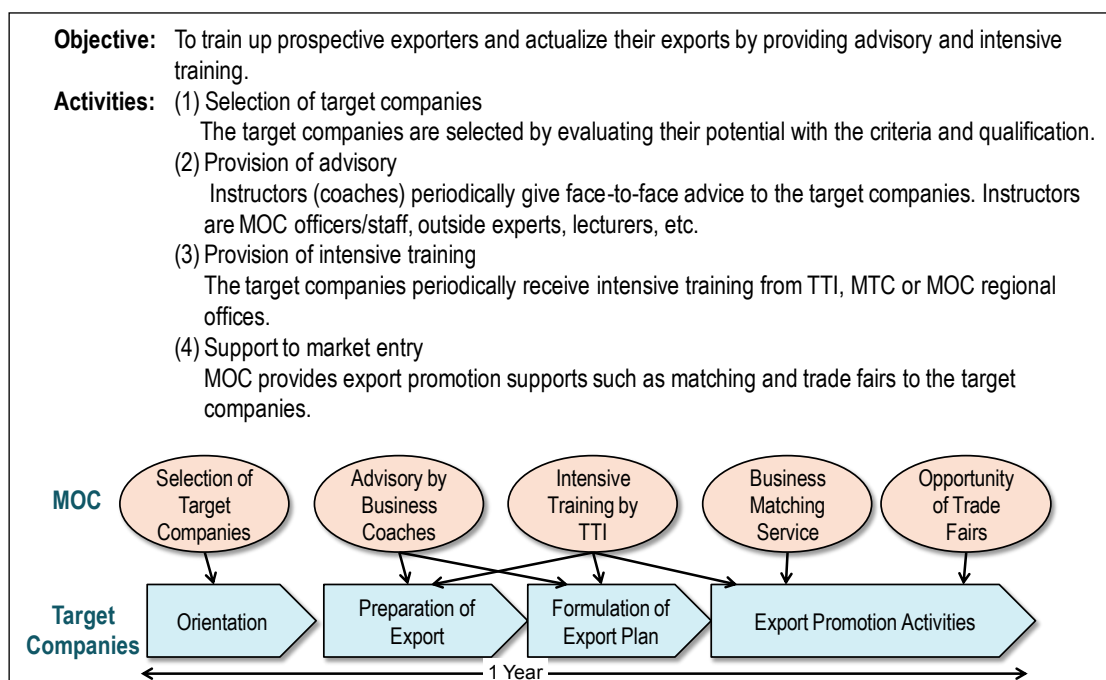 Objective: To train up prospective exporters and actualize their exports by providing advisory and intensive
training.
Activities: (1) Selection of target companies
The target companies are selected by evaluating their potential with the criteria and qualification.
(2) Provision of advisory
Instructors (coaches) periodically give face-to-face advice to the target companies. Instructors
are MOC officers/staff, outside experts, lecturers, etc.
(3) Provision of intensive training
The target companies periodically receive intensive training from TTI, MTC or MOC regional
offices.
(4) Support to market entry
MOC provides export promotion supports such as matching and trade fairs to the target
companies.
MOC
Selection of
Target
Companies
Advisory by
Business
Coaches
Intensive
Training by
TTI
Business
Matching
Service
Opportunity
of Trade
Fairs
Target
Companies
Orientation
Preparation of
Export
Formulation of
Export Plan
Export Promotion Activities
1 Year